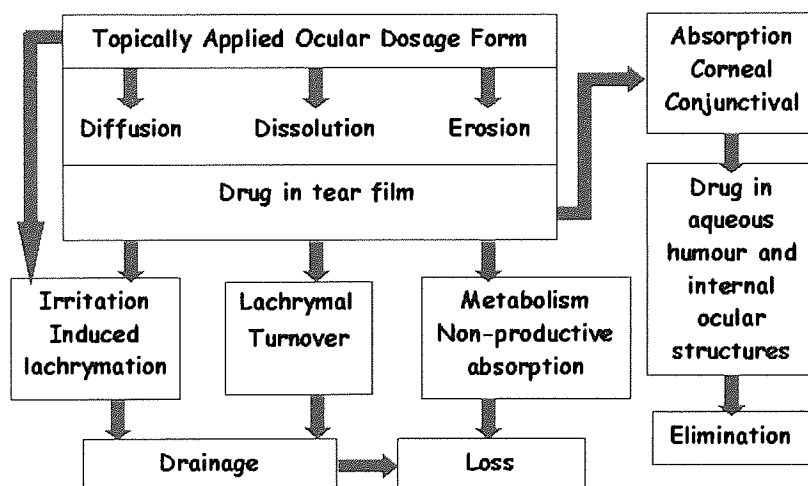 Topically Applied Ocular Dosage Form
Diffusion
Dissolution
Erosion
Drug in tear film
Irritation
Induced
lachrymation
Lachrymal
Turnover
Metabolism
Non-productive
absorption
Drainage
Loss
Absorption
Corneal
Conjunctival
Drug in
aqueous
humour and
internal
ocular
structures
Elimination